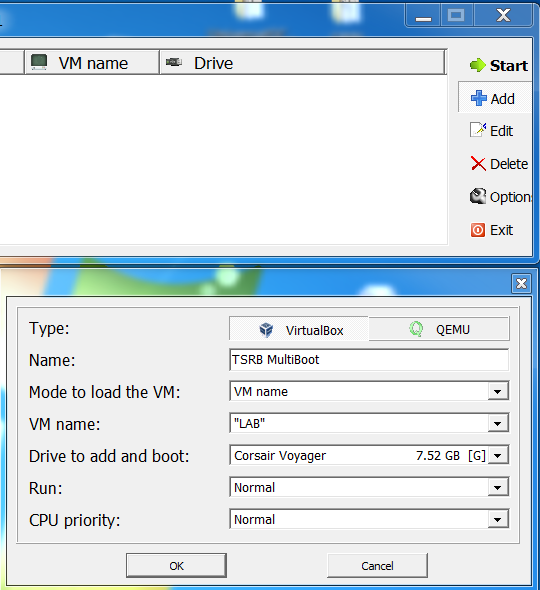 VM name Drive
Start
Add
Edit
Delete
Option
Exit
Type: VirtualBox QEMU
Name: TSRB MultiBoot
Mode to load the VM: VM name
VM name: "LAB"
Drive to add and boot: Corsair Voyager 7.52 GB [G]
Run: Normal
CPU priority: Normal
OK Cancel